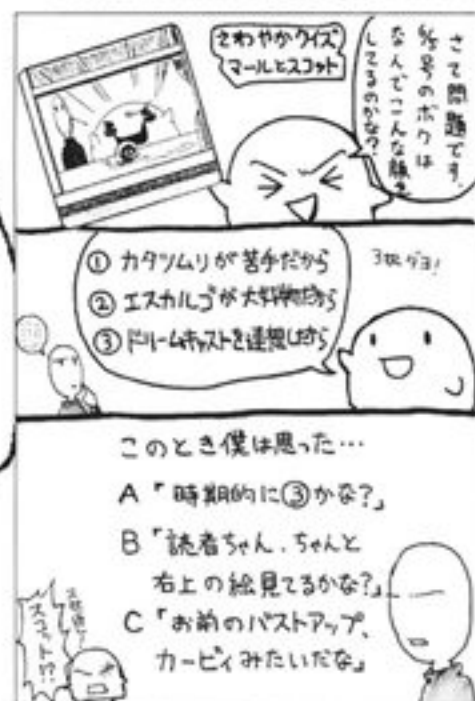 さわやかクイズ
マールとスコット
さて問題です。
6/5号のボクは
なんでこんな顔を
してるのかな?
3択ダヨ!
① カタツムリが苦手だから
② エスカルゴが大好物だから
③ ドリームキャストを連想したから
このとき僕は思った…
A「時期的に③かな?」
B「読者ちゃん、ちゃんと
右上の絵見てるかな?」
C「お前のバストアップ、
カービィみたいだな」
スコット!?